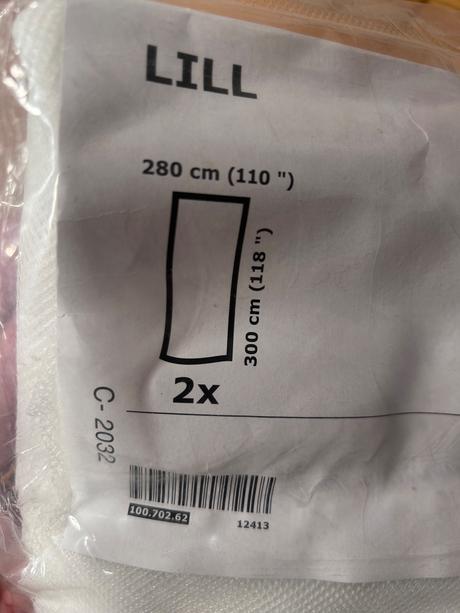 LILL
280 cm (110 ")
300 cm (118 ")
2x
C- 2032
100.702.62
12413